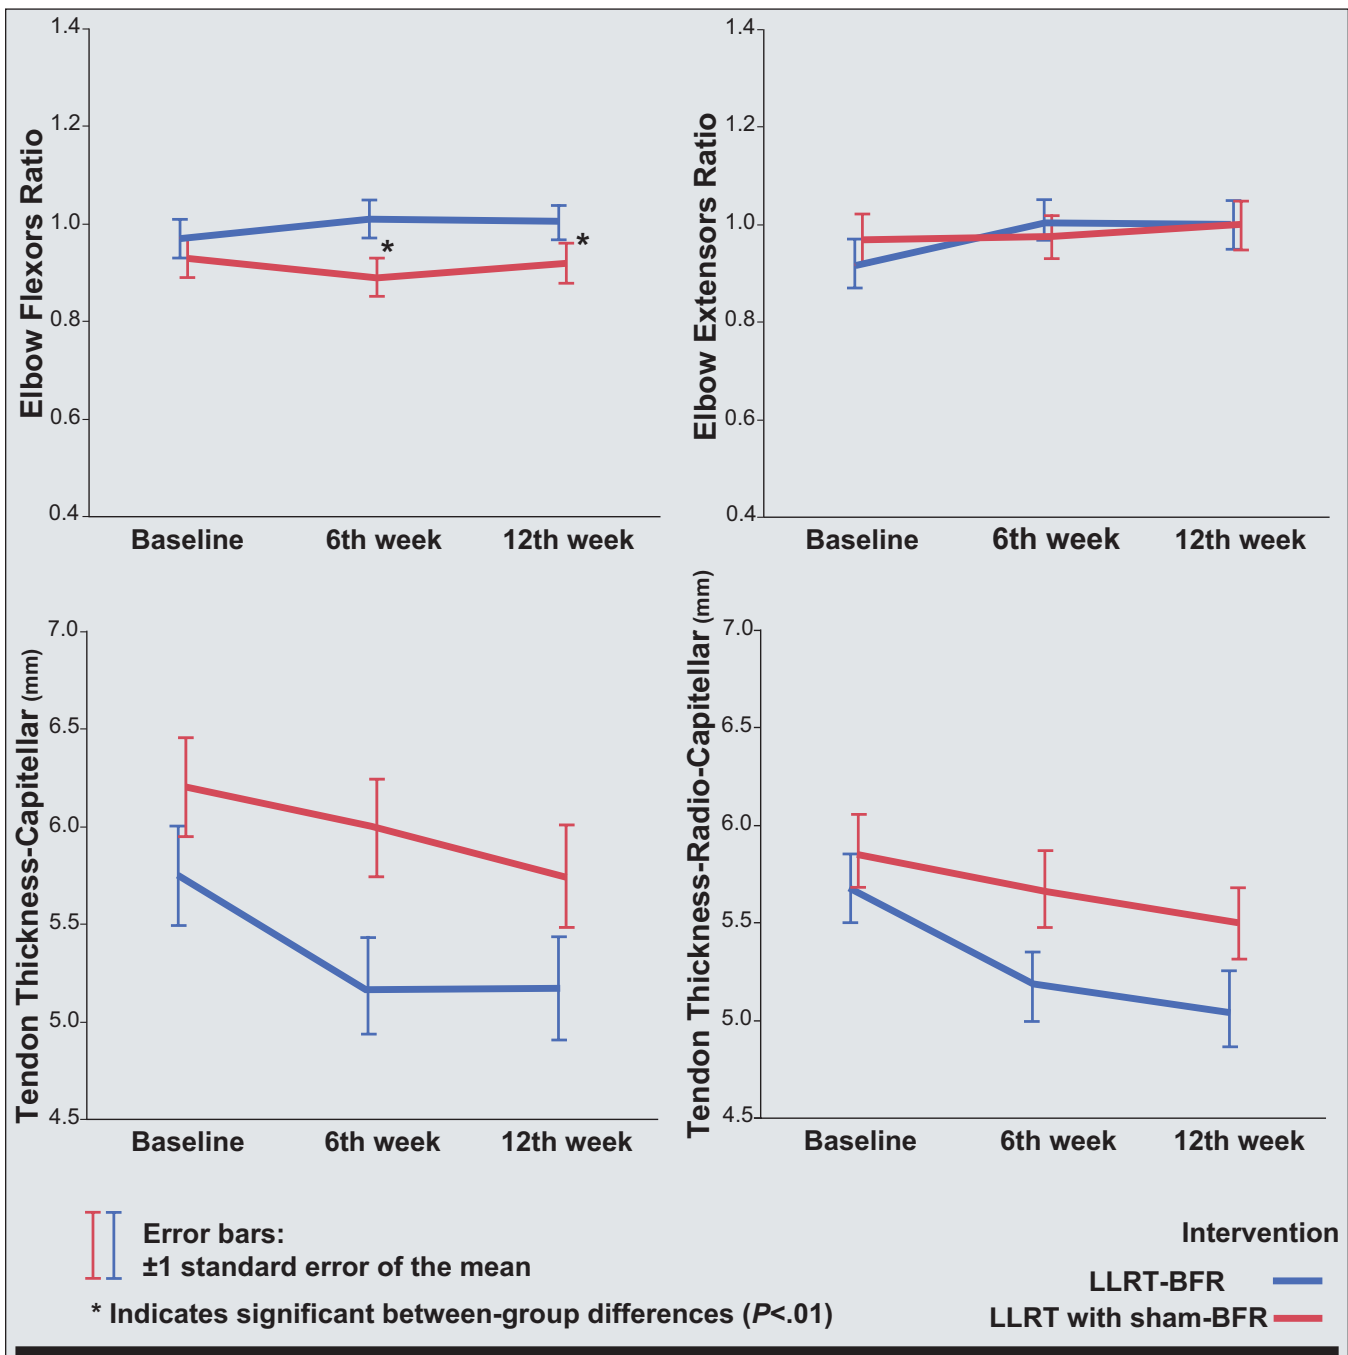 Elbow Flexors Ratio
1.4
1.2
1.0
0.8
0.6
0.4
*
*
Baseline 6th week 12th week
Elbow Extensors Ratio
1.4
1.2
1.0
0.8
0.6
0.4
Baseline 6th week 12th week
Tendon Thickness-Capitellar (mm)
7.0
6.5
6.0
5.5
5.0
4.5
Baseline 6th week 12th week
Tendon Thickness-Radio-Capitellar (mm)
7.0
6.5
6.0
5.5
5.0
4.5
Baseline 6th week 12th week
Error bars:
±1 standard error of the mean
* Indicates significant between-group differences (P<.01)
Intervention
LLRT-BFR
LLRT with sham-BFR